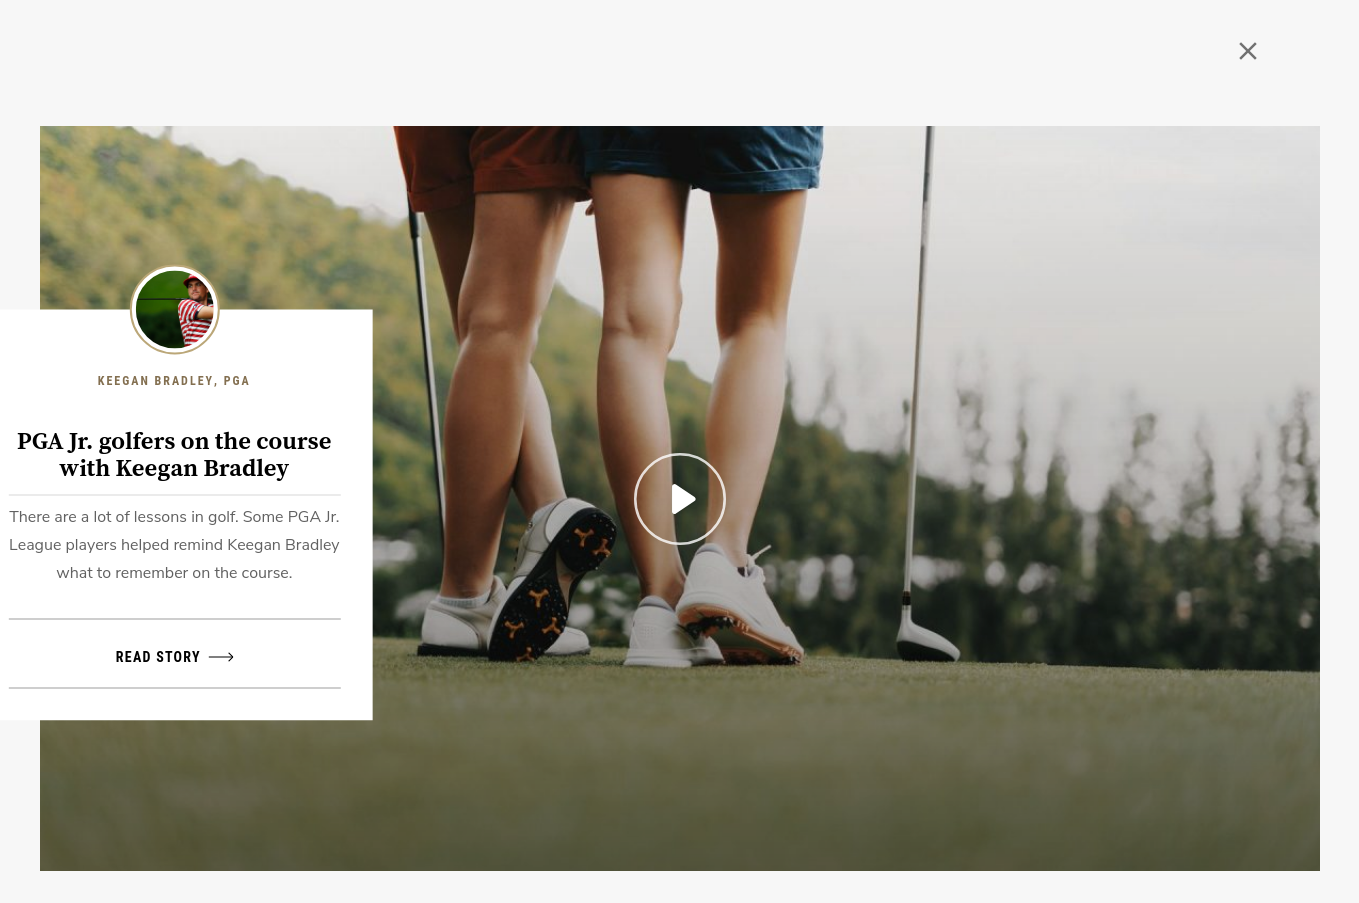 KEEGAN BRADLEY, PGA
PGA Jr. golfers on the course
with Keegan Bradley
There are a lot of lessons in golf. Some PGA Jr.
League players helped remind Keegan Bradley
what to remember on the course.
READ STORY